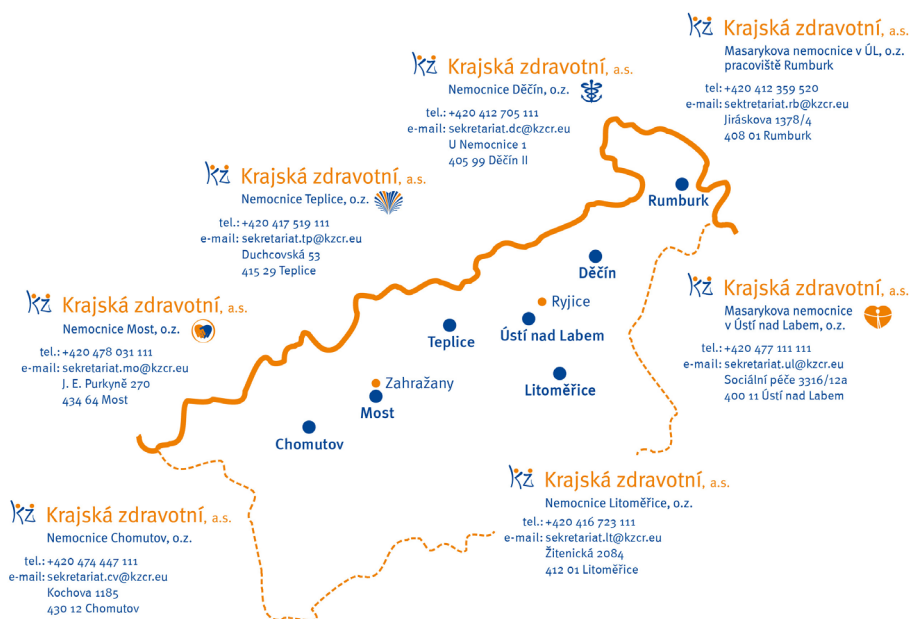 kz Krajská zdravotní, a.s.
Masarykova nemocnice v ÚL, o.z.
pracoviště Rumburk
tel: +420 412 359 520
e-mail: sektretariat.rb@kzcr.eu
Jiráskova 1378/4
408 01 Rumburk
kz Krajská zdravotní, a.s.
Nemocnice Děčín, o.z.
tel.: +420 412 705 111
e-mail: sekretariat.dc@kzcr.eu
U Nemocnice 1
405 99 Děčín II
kz Krajská zdravotní, a.s.
Nemocnice Teplice, o.z.
tel.: +420 417 519 111
e-mail: sekretariat.tp@kzcr.eu
Duchcovská 53
415 29 Teplice
kz Krajská zdravotní, a.s.
Nemocnice Most, o.z.
tel.: +420 478 031 111
e-mail: sekretariat.mo@kzcr.eu
J. E. Purkyně 270
434 64 Most
kz Krajská zdravotní, a.s.
Masarykova nemocnice
v Ústí nad Labem, o.z.
tel.: +420 477 111 111
e-mail: sekretariat.ul@kzcr.eu
Sociální péče 3316/12a
400 11 Ústí nad Labem
Rumburk
Děčín
Ryjice
Ústí nad Labem
Teplice
Litoměřice
Zahražany
Most
Chomutov
kz Krajská zdravotní, a.s.
Nemocnice Litoměřice, o.z.
tel.: +420 416 723 111
e-mail: sekretariat.lt@kzcr.eu
Žitenická 2084
412 01 Litoměřice
kz Krajská zdravotní, a.s.
Nemocnice Chomutov, o.z.
tel: +420 474 447 111
e-mail: sekretariat.cv@kzcr.eu
Kochova 1185
430 12 Chomutov